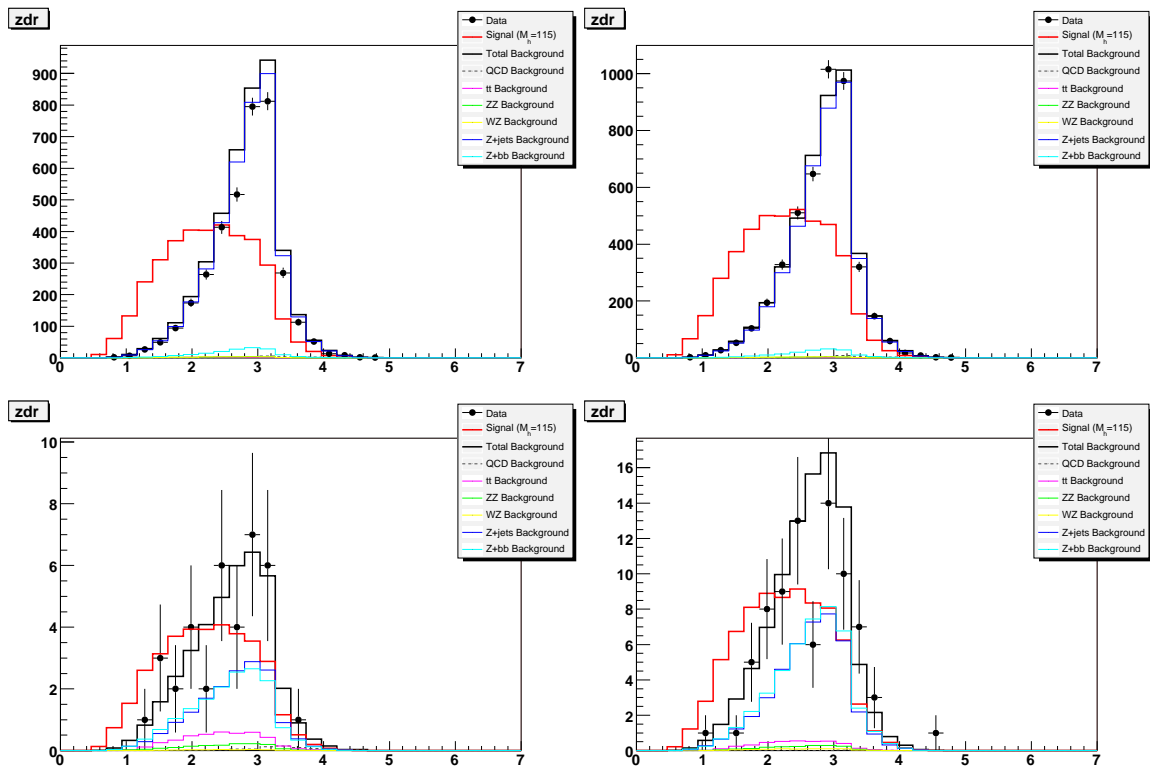 zdr
Data
Signal (M_h=115)
Total Background
QCD Background
tt Background
ZZ Background
WZ Background
Z+jets Background
Z+bb Background
900
800
700
600
500
400
300
200
100
0
0 1 2 3 4 5 6 7
zdr
Data
Signal (M_h=115)
Total Background
QCD Background
tt Background
ZZ Background
WZ Background
Z+jets Background
Z+bb Background
1000
800
600
400
200
0
0 1 2 3 4 5 6 7
zdr
Data
Signal (M_h=115)
Total Background
QCD Background
tt Background
ZZ Background
WZ Background
Z+jets Background
Z+bb Background
10
8
6
4
2
0
0 1 2 3 4 5 6 7
zdr
Data
Signal (M_h=115)
Total Background
QCD Background
tt Background
ZZ Background
WZ Background
Z+jets Background
Z+bb Background
16
14
12
10
8
6
4
2
0
0 1 2 3 4 5 6 7